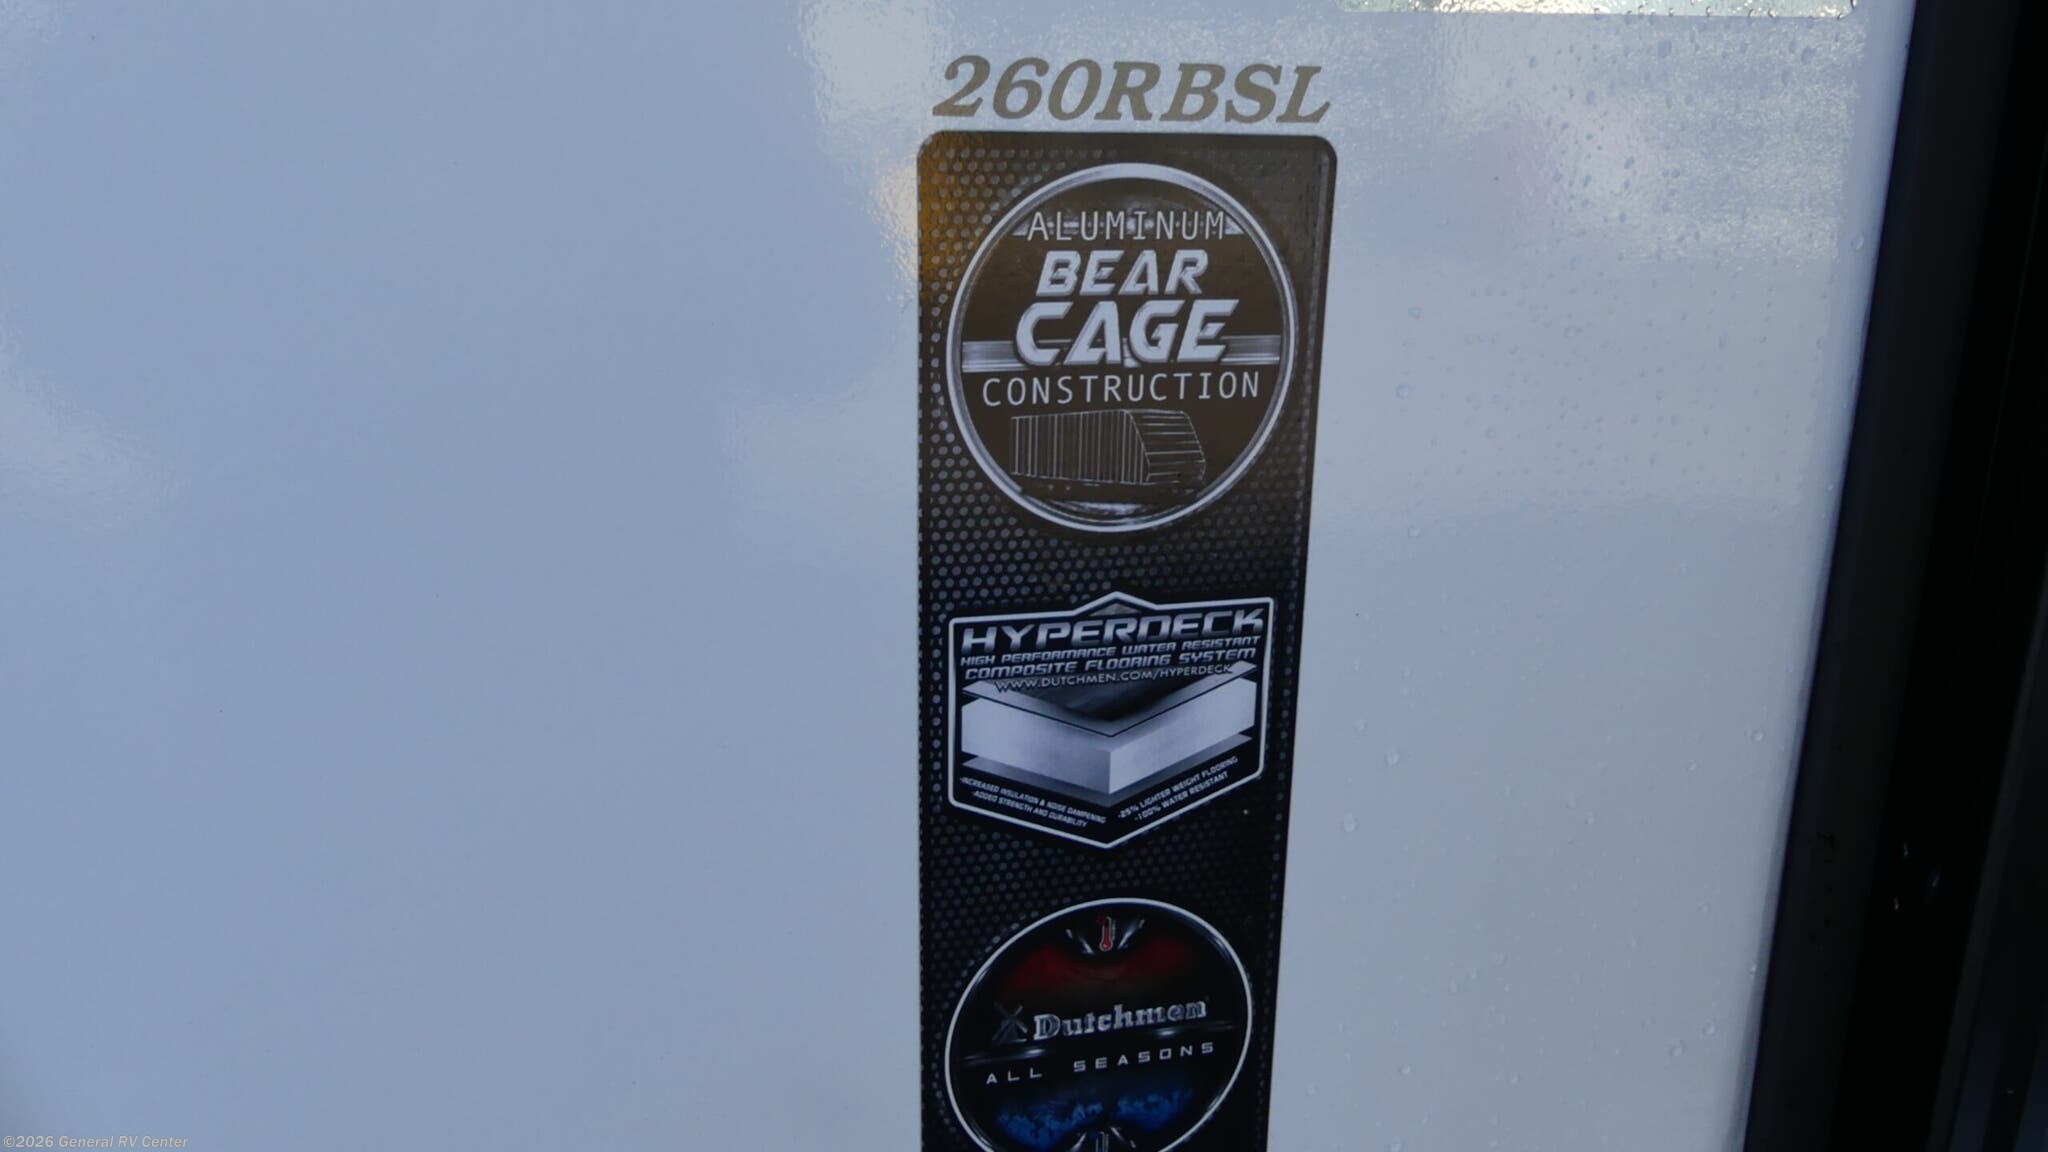 260RBSL
ALUMINUM
BEAR
CAGE
CONSTRUCTION
HYPERDECK
HIGH PERFORMANCE WATER RESISTANT
COMPOSITE FLOORING SYSTEM
WWW.DUTCHMEN.COM/HYPERDECK
-INCREASED INSULATION & NOISE DAMPENING
-ADDED STRENGTH AND DURABILITY
-25% LIGHTER WEIGHT FLOORING
-100% WATER RESISTANT
Dutchmen
ALL SEASONS
©2026 General RV Center